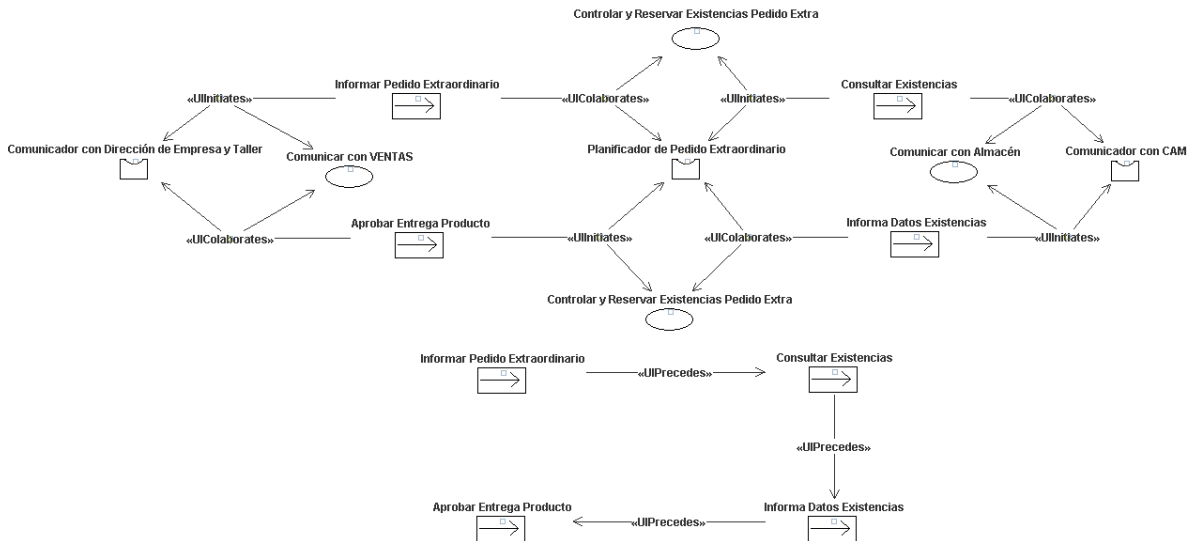 Controlar y Reservar Existencias Pedido Extra
Informar Pedido Extraordinario
Consultar Existencias
«UIInitiates»
«UIColaborates»
«UIInitiates»
«UIColaborates»
Comunicador con Dirección de Empresa y Taller
Comunicar con VENTAS
Planificador de Pedido Extraordinario
Comunicar con Almacén
Comunicador con CAM
Aprobar Entrega Producto
Informa Datos Existencias
«UIColaborates»
«UIInitiates»
«UIColaborates»
«UIInitiates»
Controlar y Reservar Existencias Pedido Extra
Informar Pedido Extraordinario
Consultar Existencias
«UIPrecedes»
«UIPrecedes»
Aprobar Entrega Producto
Informa Datos Existencias
«UIPrecedes»